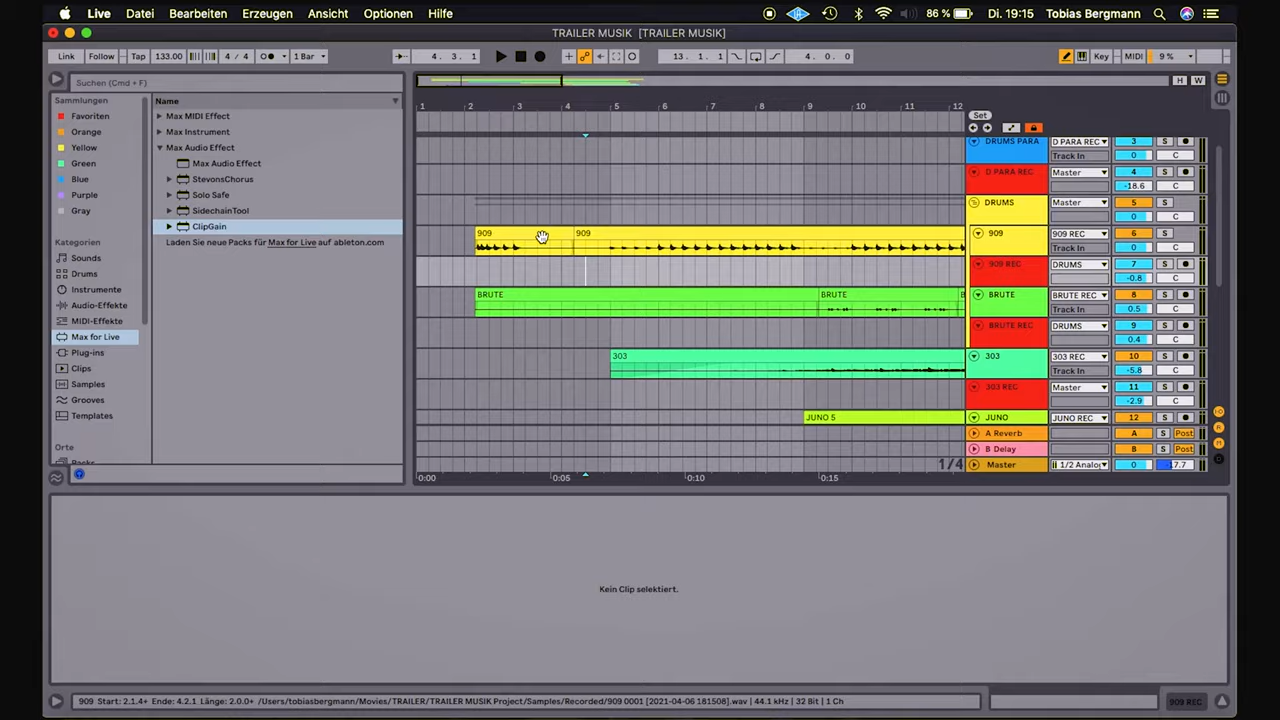 Live Datei Bearbeiten Erzeugen Ansicht Optionen Hilfe 86 % Di. 19:15 Tobias Bergmann
TRAILER MUSIK [TRAILER MUSIK]
Link Follow Tap 133.00 4 / 4 1 Bar 4. 3. 1 13. 1. 1 4. 0. 0 Key MIDI 9 %
Suchen (Cmd + F) H W
Sammlungen Name
1 2 3 4 5 6 7 8 9 10 11 12
Favoriten
Orange
Yellow
Green
Blue
Purple
Gray
Kategorien
Sounds
Drums
Instrumente
Audio-Effekte
MIDI-Effekte
Max for Live
Plug-ins
Clips
Samples
Grooves
Templates
Orte
Packs
Max MIDI Effect
Max Instrument
Max Audio Effect
Max Audio Effect
StevonsChorus
Solo Safe
SidechainTool
ClipGain
Laden Sie neue Packs für Max for Live auf ableton.com
909 909
BRUTE BRUTE B
303
JUNO 5
1/4
0:00 0:05 0:10 0:15
Set
DRUMS PARA D PARA REC 3 S
Track In 0 C
D PARA REC Master 4 S
-18.6 C
DRUMS Master 5 S
0 C
909 909 REC 6 S
Track In 0 C
909 REC DRUMS 7 S
-0.8 C
BRUTE BRUTE REC 8 S
Track In 0.5 C
BRUTE REC DRUMS 9 S
0.4 C
303 303 REC 10 S
Track In -5.8 C
303 REC Master 11 S
-2.9 C
JUNO JUNO REC 12 S
A Reverb A S Post
B Delay B S Post
Master 1/2 Analog 0 -17.7
Kein Clip selektiert.
909 Start: 2.1.4+ Ende: 4.2.1 Länge: 2.0.0+ /Users/tobiasbergmann/Movies/TRAILER/TRAILER MUSIK Project/Samples/Recorded/909 0001 [2021-04-06 181508].wav | 44.1 kHz | 32 Bit | 1 Ch
909 REC